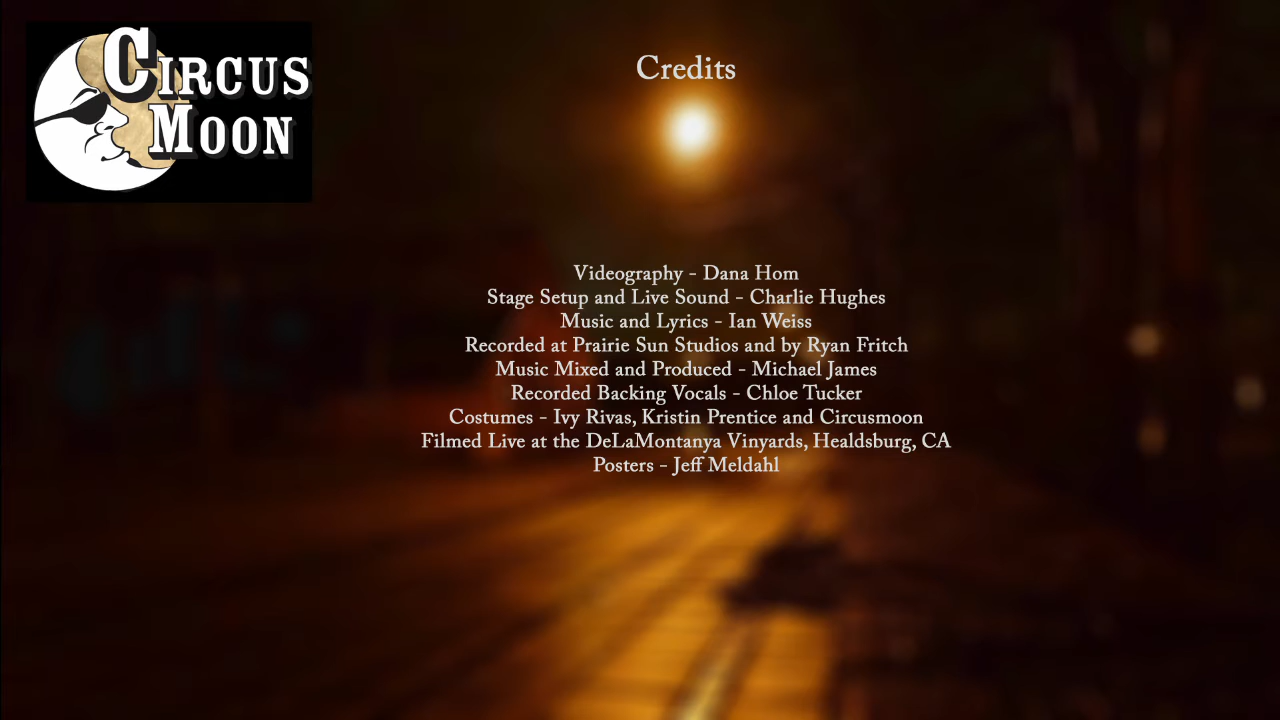 CIRCUS
MOON
Credits
Videography - Dana Hom
Stage Setup and Live Sound - Charlie Hughes
Music and Lyrics - Ian Weiss
Recorded at Prairie Sun Studios and by Ryan Fritch
Music Mixed and Produced - Michael James
Recorded Backing Vocals - Chloe Tucker
Costumes - Ivy Rivas, Kristin Prentice and Circusmoon
Filmed Live at the DeLaMontanya Vinyards, Healdsburg, CA
Posters - Jeff Meldahl